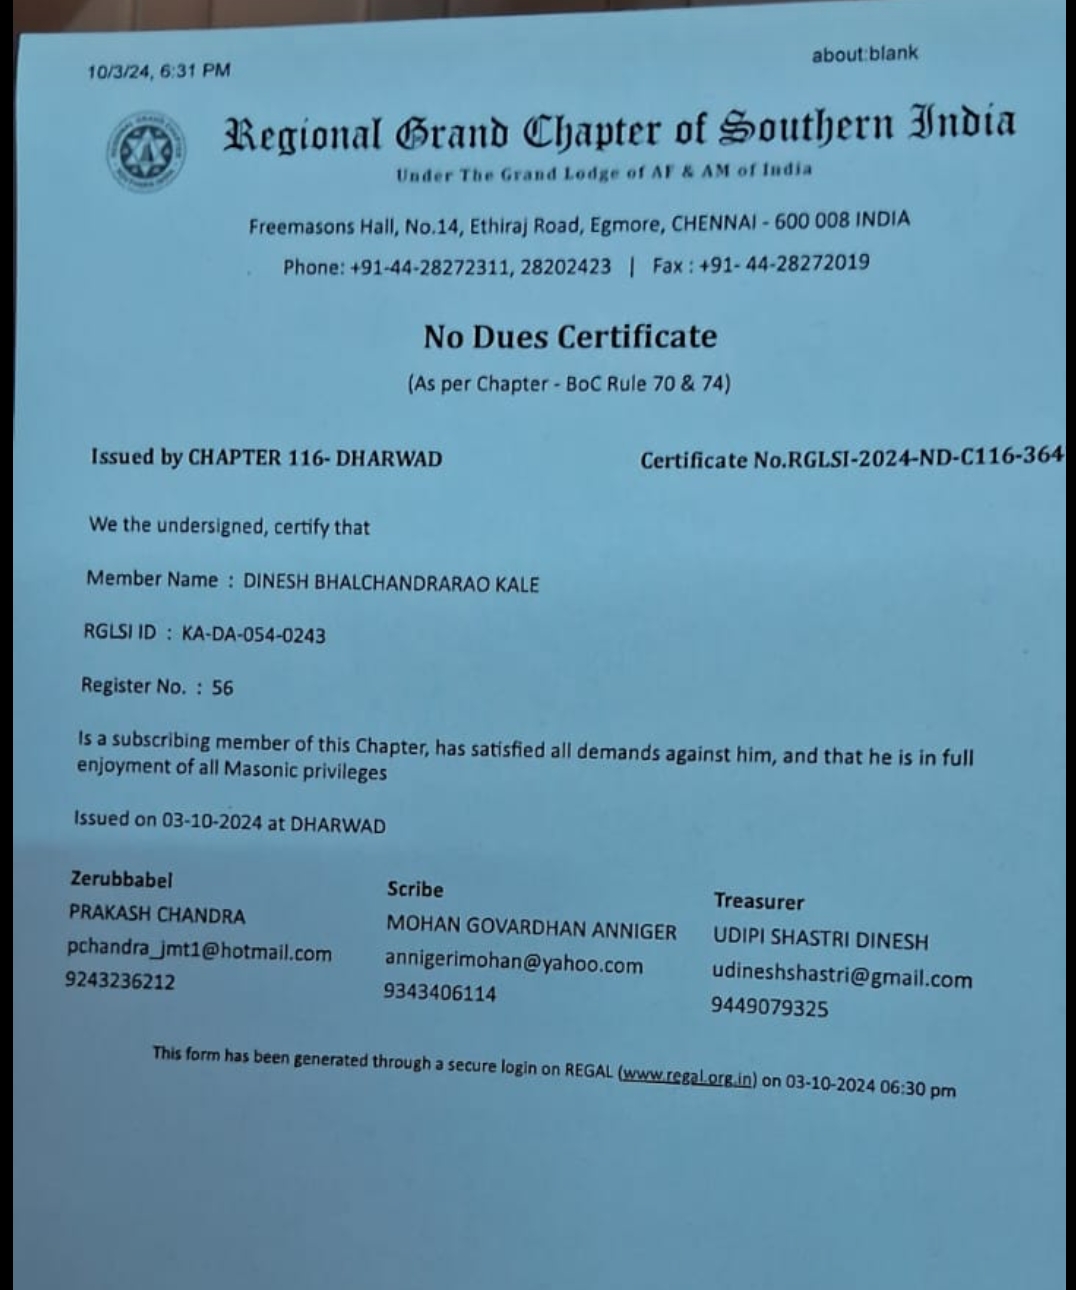 10/3/24, 6:31 PM
about:blank
Regional Grand Chapter of Southern India
Under The Grand Lodge of AF & AM of India
Freemasons Hall, No.14, Ethiraj Road, Egmore, CHENNAI - 600 008 INDIA
Phone: +91-44-28272311, 28202423 | Fax : +91- 44-28272019
No Dues Certificate
(As per Chapter - BoC Rule 70 & 74)
Issued by CHAPTER 116- DHARWAD
Certificate No.RGLSI-2024-ND-C116-364
We the undersigned, certify that
Member Name : DINESH BHALCHANDRARAO KALE
RGLSI ID : KA-DA-054-0243
Register No. : 56
Is a subscribing member of this Chapter, has satisfied all demands against him, and that he is in full
enjoyment of all Masonic privileges
Issued on 03-10-2024 at DHARWAD
Zerubbabel
PRAKASH CHANDRA
pchandra_jmt1@hotmail.com
9243236212
Scribe
MOHAN GOVARDHAN ANNIGER
annigerimohan@yahoo.com
9343406114
Treasurer
UDIPI SHASTRI DINESH
udineshshastri@gmail.com
9449079325
This form has been generated through a secure login on REGAL (www.regal.org.in) on 03-10-2024 06:30 pm